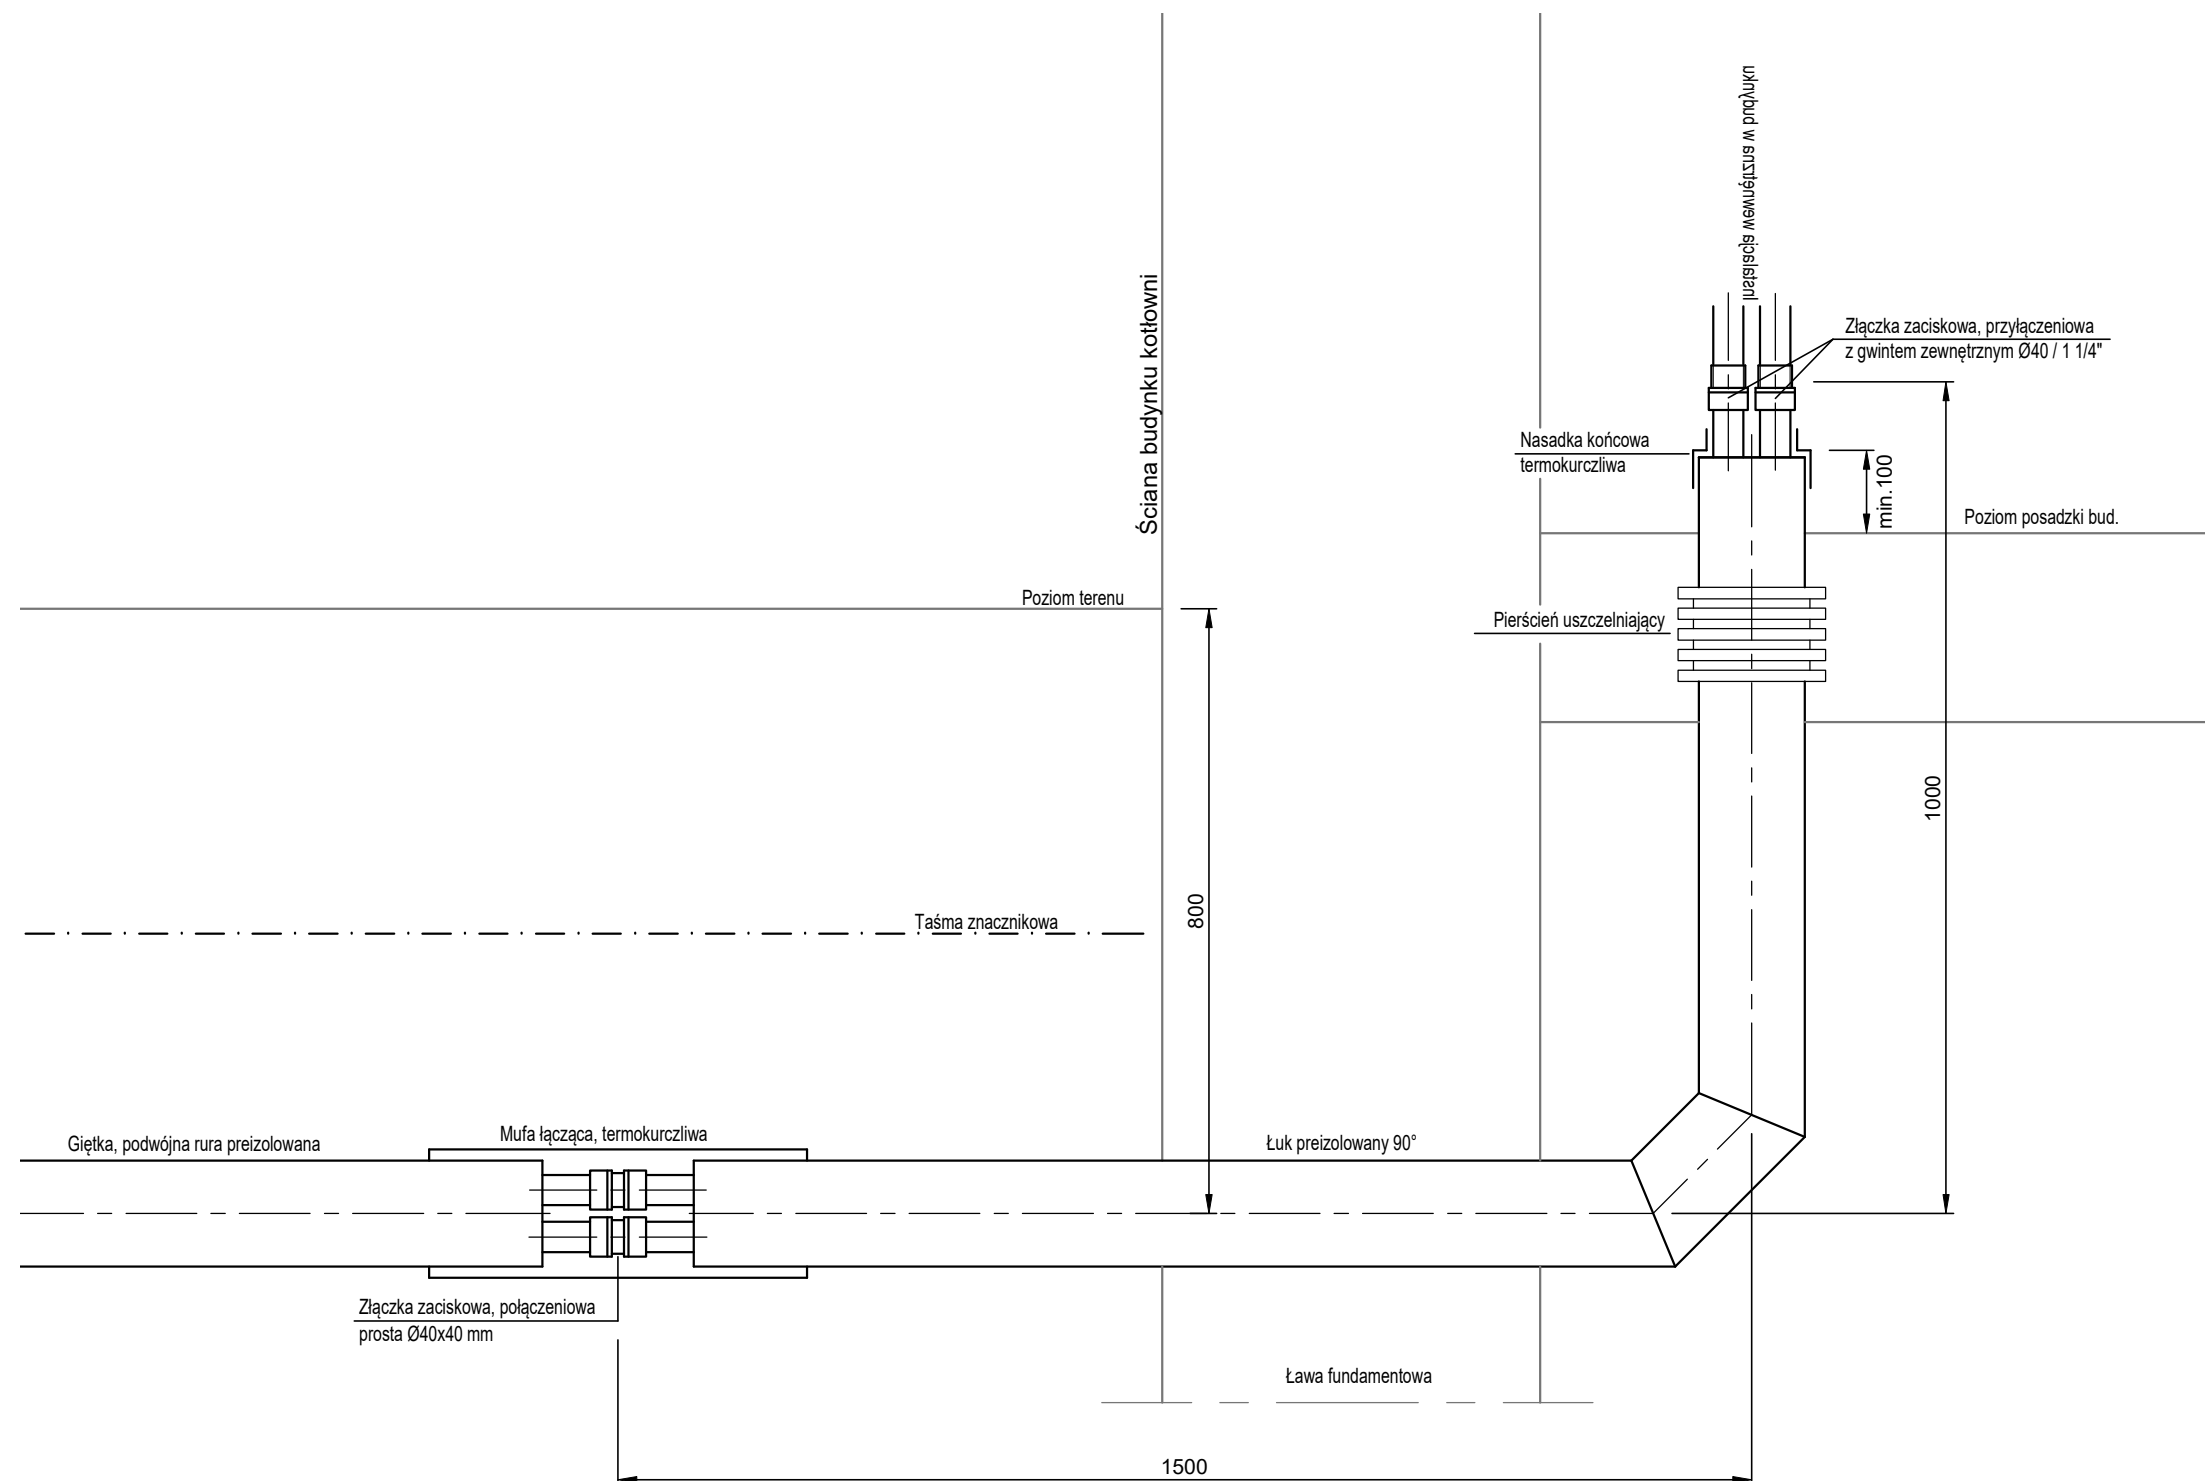 Instalacja wewnętrzna w budynku
Ściana budynku kotłowni
Złączka zaciskowa, przyłączeniowa
z gwintem zewnętrznym Ø40 / 1 1/4"
Nasadka końcowa
termokurczliwa
min.100
Poziom posadzki bud.
Poziom terenu
Pierścień uszczelniający
1000
800
Taśma znacznikowa
Giętka, podwójna rura preizolowana
Mufa łącząca, termokurczliwa
Łuk preizolowany 90°
Złączka zaciskowa, połączeniowa
prosta Ø40x40 mm
Ława fundamentowa
1500